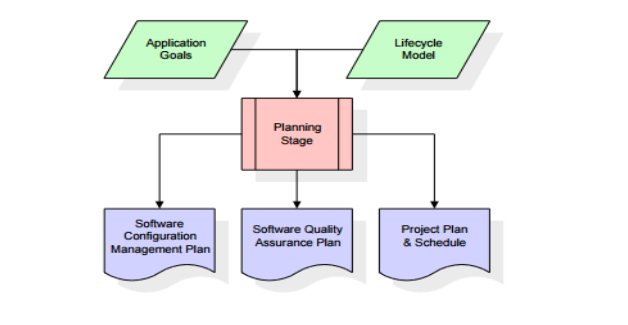 Application
Goals
Lifecycle
Model
Planning
Stage
Software
Configuration
Management Plan
Software Quality
Assurance Plan
Project Plan
& Schedule